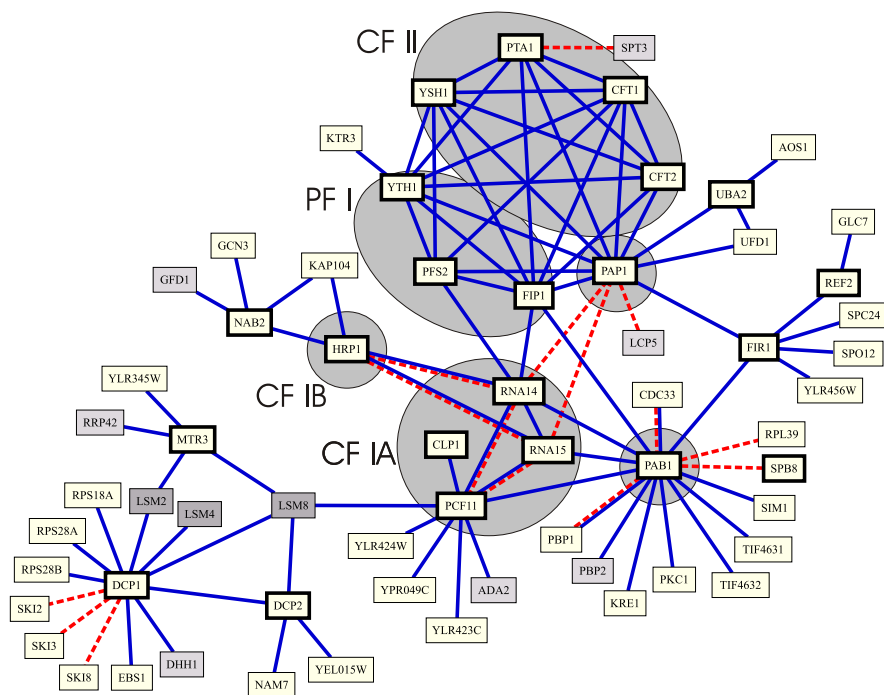 CF II
PTA1
SPT3
YSH1
CFT1
KTR3
AOS1
YTH1
CFT2
UBA2
PF I
GCN3
UFD1
GLC7
GFD1
KAP104
PFS2
PAP1
REF2
FIP1
NAB2
SPC24
HRP1
LCP5
FIR1
SPO12
YLR345W
CF IB
RNA14
CDC33
YLR456W
RRP42
MTR3
CLP1
RNA15
RPL39
CF IA
PAB1
SPB8
RPS18A
LSM2
LSM4
LSM8
PCF11
SIM1
RPS28A
YLR424W
PBP1
TIF4631
RPS28B
DCP1
YPR049C
ADA2
PBP2
PKC1
TIF4632
SKI2
DCP2
KRE1
SKI3
YLR423C
SKI8
EBS1
DHH1
YEL015W
NAM7